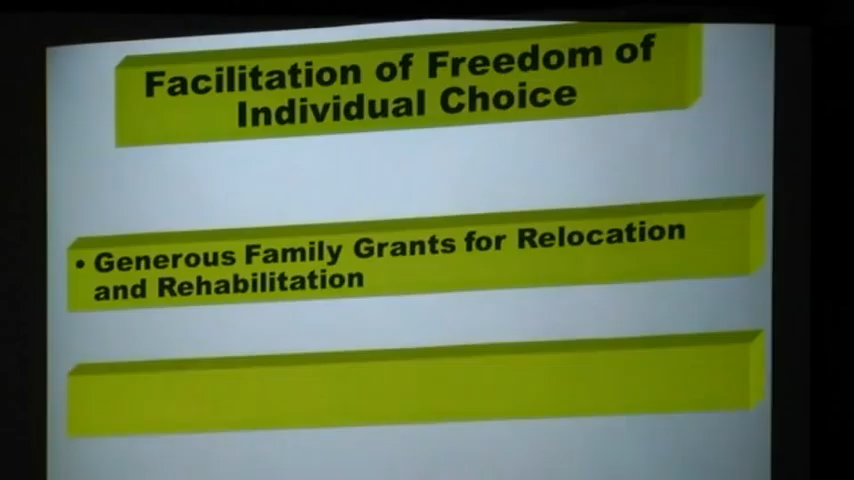 Facilitation of Freedom of
Individual Choice
• Generous Family Grants for Relocation
and Rehabilitation